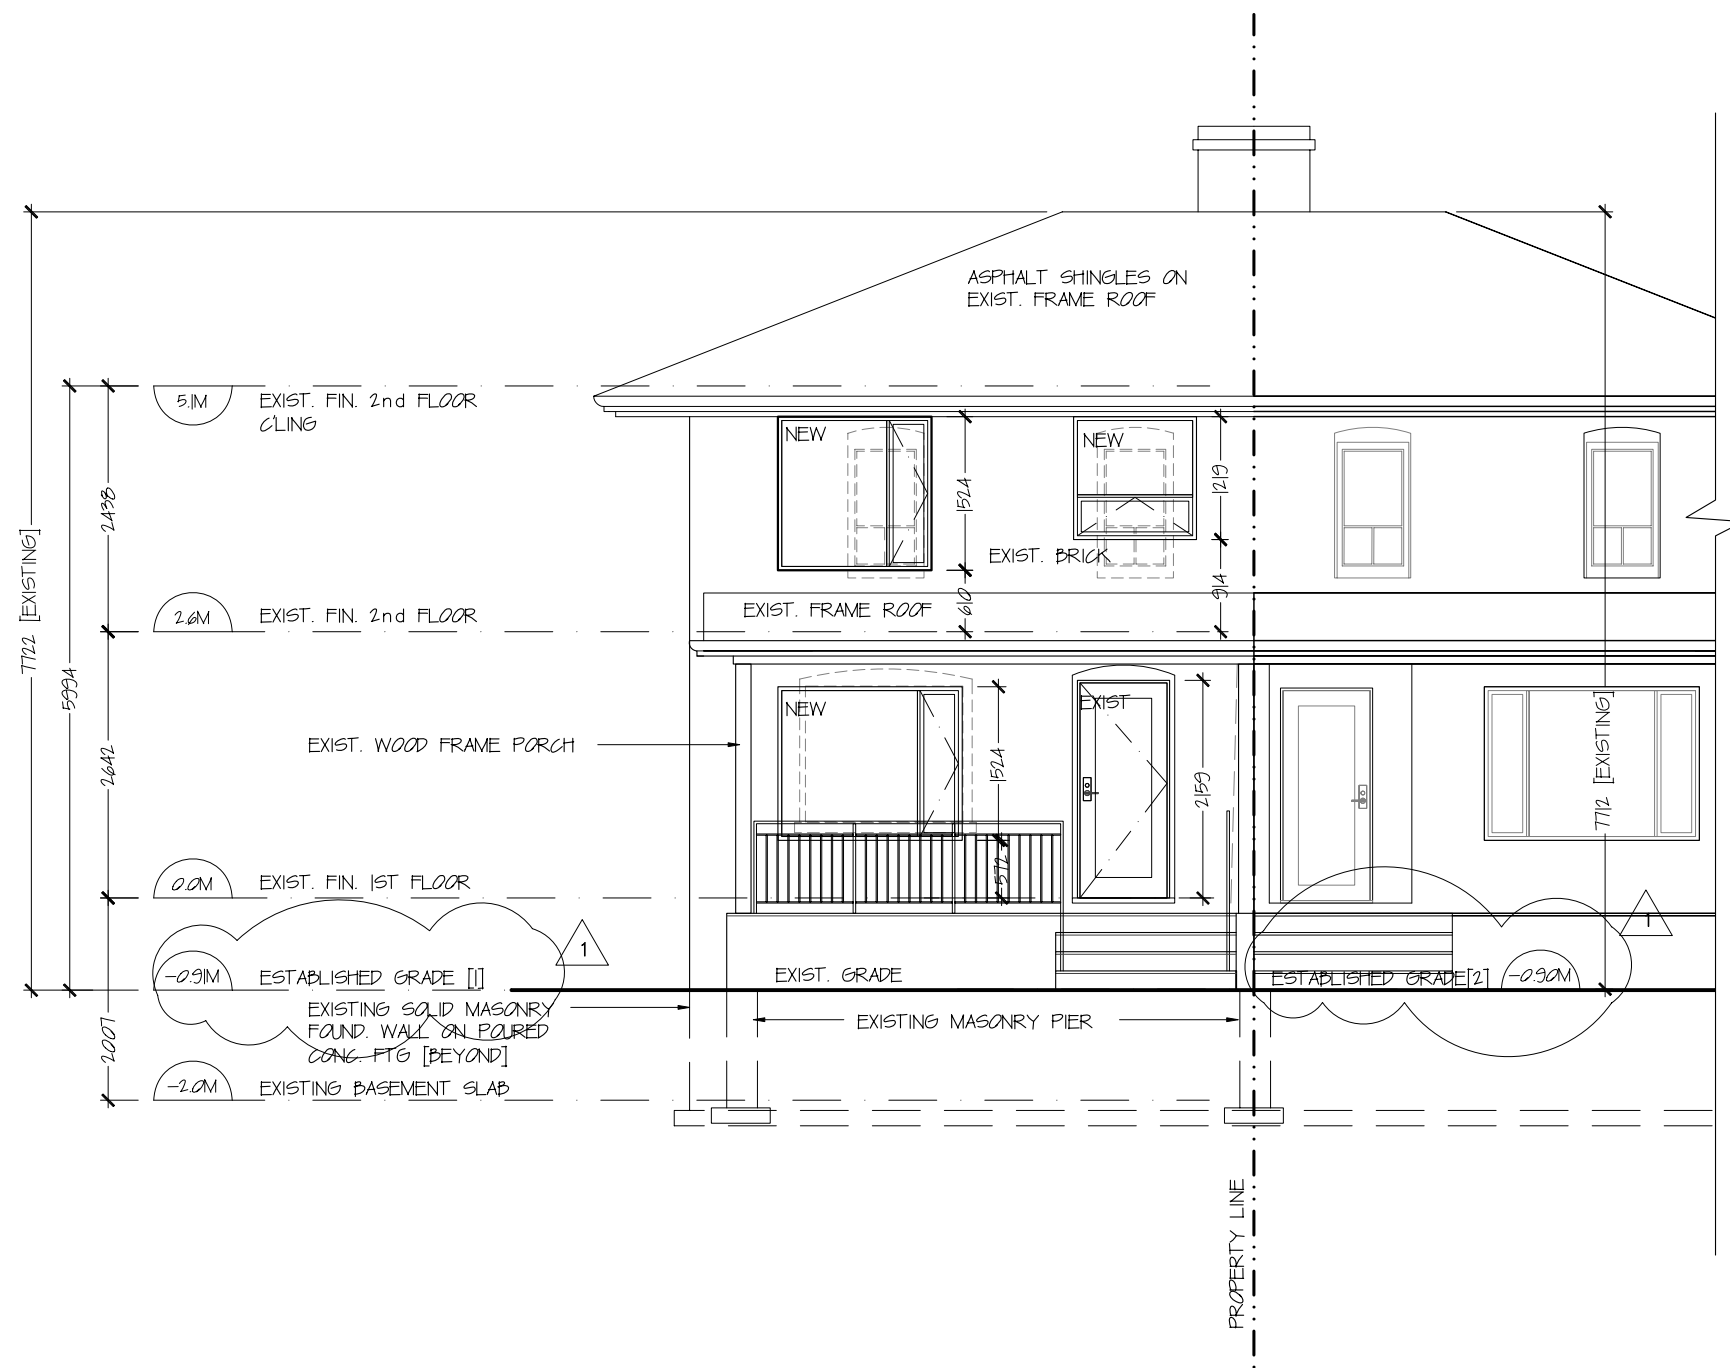 ASPHALT SHINGLES ON
EXIST. FRAME ROOF
5.1M
EXIST. FIN. 2nd FLOOR
C'LING
NEW
NEW
2438
1524
1219
EXIST. BRICK
7722 [EXISTING]
610
914
2.6M
EXIST. FIN. 2nd FLOOR
EXIST. FRAME ROOF
5994
NEW
EXIST
2642
EXIST. WOOD FRAME PORCH
1524
2159
7712 [EXISTING]
572
0.0M
EXIST. FIN. 1ST FLOOR
1
1
-0.91M
ESTABLISHED GRADE [1]
EXIST. GRADE
ESTABLISHED GRADE[2]
-0.90M
EXISTING SOLID MASONRY
FOUND. WALL ON POURED
CONC. FTG [BEYOND]
EXISTING MASONRY PIER
2007
-2.0M
EXISTING BASEMENT SLAB
PROPERTY LINE